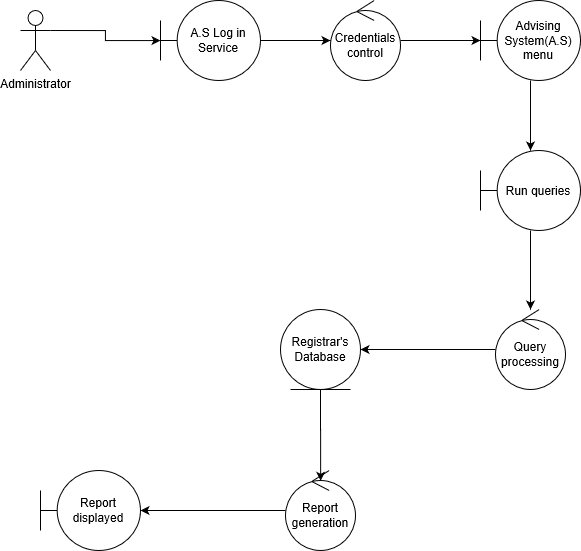 Administrator
A.S Log in
Service
Credentials
control
Advising
System(A.S)
menu
Run queries
Query
processing
Registrar's
Database
Report
generation
Report
displayed